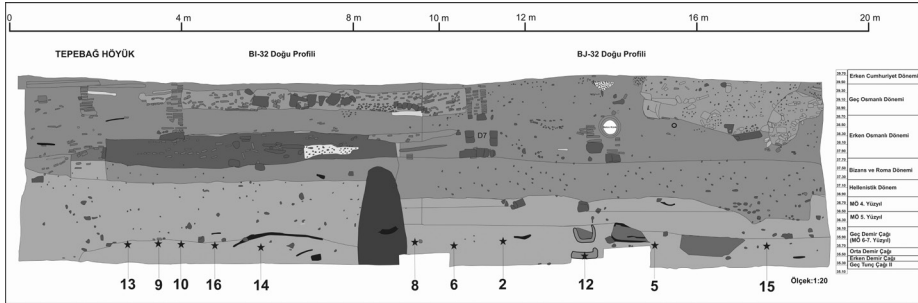 0 4 m 8 m 10 m 12 m 16 m 20 m
TEPEBAĞ HÖYÜK BI-32 Doğu Profili BJ-32 Doğu Profili
Erken Cumhuriyet Dönemi
Geç Osmanlı Dönemi
Erken Osmanlı Dönemi
D7
Bizans ve Roma Dönemi
Hellenistik Dönem
MÖ 4. Yüzyıl
MÖ 5. Yüzyıl
Geç Demir Çağı
(MÖ 6-7. Yüzyıl)
Orta Demir Çağı
Erken Demir Çağı
Geç Tunç Çağı II
Ölçek:1:20
13 9 10 16 14 8 6 2 12 5 15